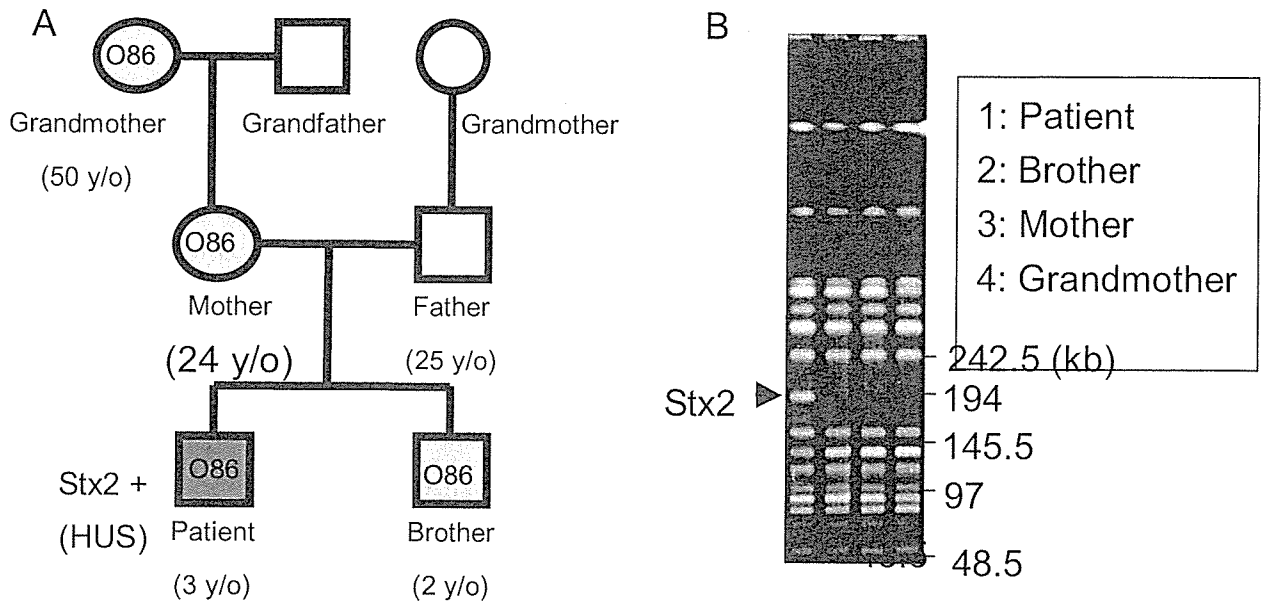 A
O86
Grandmother
(50 y/o)
Grandfather
Grandmother
O86
Mother
(24 y/o)
Father
(25 y/o)
Stx2 +
(HUS)
O86
Patient
(3 y/o)
O86
Brother
(2 y/o)
B
1: Patient
2: Brother
3: Mother
4: Grandmother
242.5 (kb)
Stx2
194
145.5
97
48.5